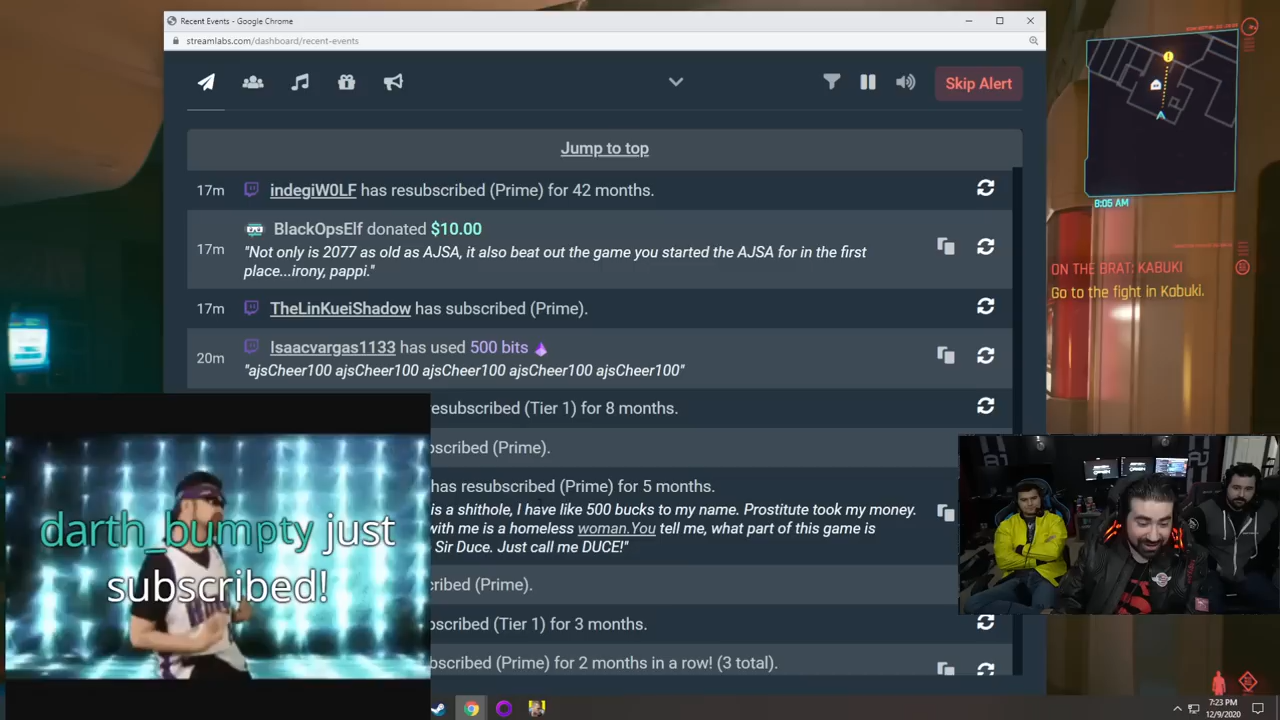 Recent Events - Google Chrome
streamlabs.com/dashboard/recent-events
Skip Alert
Jump to top
17m indegiW0LF has resubscribed (Prime) for 42 months.
BlackOpsElf donated $10.00
17m "Not only is 2077 as old as AJSA, it also beat out the game you started the AJSA for in the first
place...irony, pappi."
17m TheLinKueiShadow has subscribed (Prime).
Isaacvargas1133 has used 500 bits
20m
"ajsCheer100 ajsCheer100 ajsCheer100 ajsCheer100 ajsCheer100"
esubscribed (Tier 1) for 8 months.
scribed (Prime).
has resubscribed (Prime) for 5 months.
is a shithole, I have like 500 bucks to my name. Prostitute took my money.
with me is a homeless woman.You tell me, what part of this game is
Sir Duce. Just call me DUCE!"
cribed (Prime).
scribed (Tier 1) for 3 months.
scribed (Prime) for 2 months in a row! (3 total).
darth_bumpty just
subscribed!
8:05 AM
ON THE BRAT: KABUKI
Go to the fight in Kabuki.
7:23 PM
12/9/2020